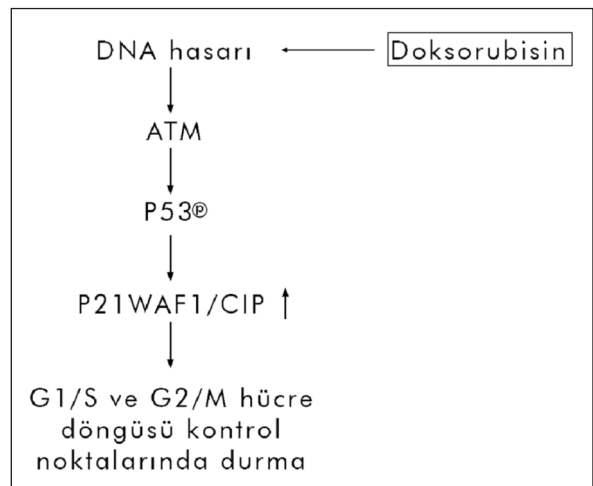 DNA hasarı
Doksorubisin
ATM
P53℗
P21WAF1/CIP ↑
G1/S ve G2/M hücre
döngüsü kontrol
noktalarında durma